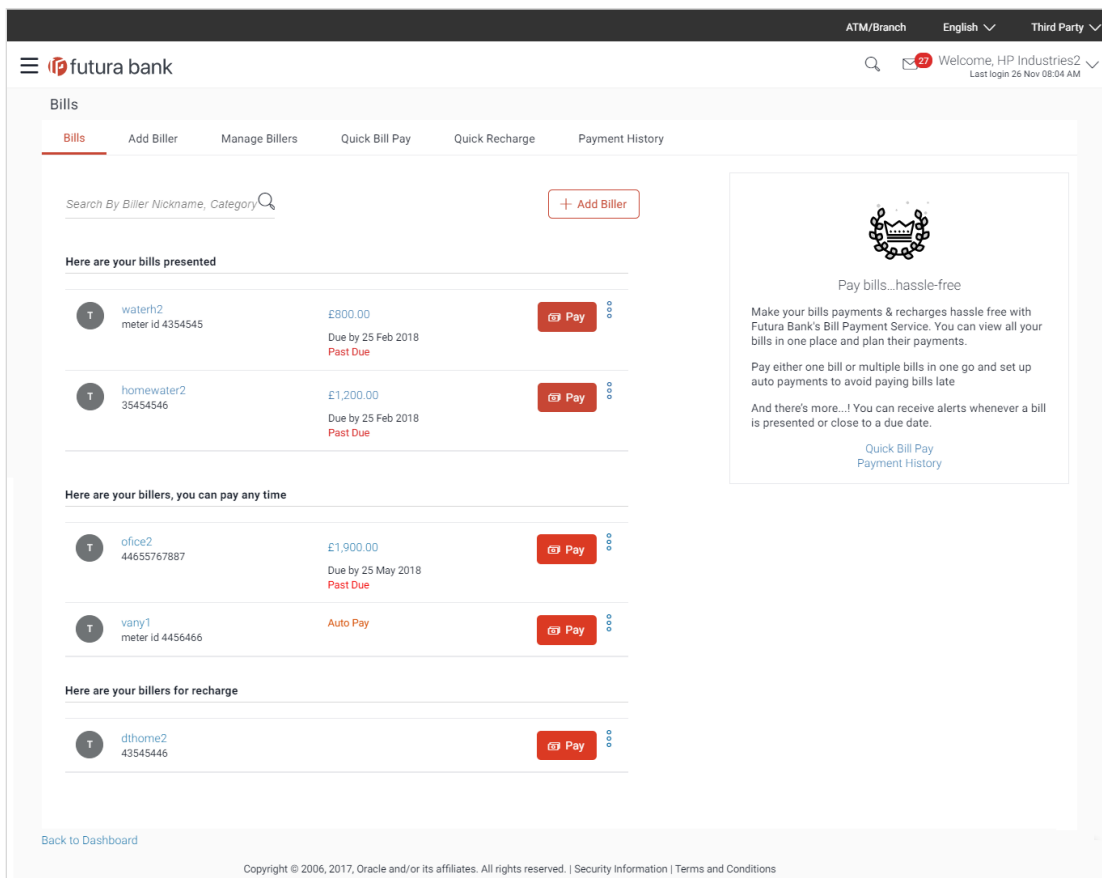 ATM/Branch English Third Party
futura bank
27 Welcome, HP Industries2
Last login 26 Nov 08:04 AM
Bills
Bills Add Biller Manage Billers Quick Bill Pay Quick Recharge Payment History
Search By Biller Nickname, Category
+ Add Biller
Here are your bills presented
T waterh2 £800.00 Pay
meter id 4354545
Due by 25 Feb 2018
Past Due
T homewater2 £1,200.00 Pay
35454546
Due by 25 Feb 2018
Past Due
Here are your billers, you can pay any time
T ofice2 £1,900.00 Pay
44655767887
Due by 25 May 2018
Past Due
T vany1 Auto Pay Pay
meter id 4456466
Here are your billers for recharge
T dthome2 Pay
43545446
Pay bills...hassle-free
Make your bills payments & recharges hassle free with
Futura Bank's Bill Payment Service. You can view all your
bills in one place and plan their payments.
Pay either one bill or multiple bills in one go and set up
auto payments to avoid paying bills late
And there's more...! You can receive alerts whenever a bill
is presented or close to a due date.
Quick Bill Pay
Payment History
Back to Dashboard
Copyright © 2006, 2017, Oracle and/or its affiliates. All rights reserved. | Security Information | Terms and Conditions